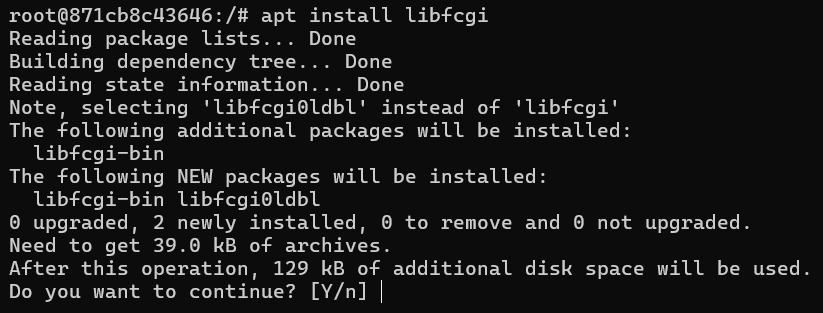 root@871cb8c43646:/# apt install libfcgi
Reading package lists... Done
Building dependency tree... Done
Reading state information... Done
Note, selecting 'libfcgi0ldbl' instead of 'libfcgi'
The following additional packages will be installed:
  libfcgi-bin
The following NEW packages will be installed:
  libfcgi-bin libfcgi0ldbl
0 upgraded, 2 newly installed, 0 to remove and 0 not upgraded.
Need to get 39.0 kB of archives.
After this operation, 129 kB of additional disk space will be used.
Do you want to continue? [Y/n]